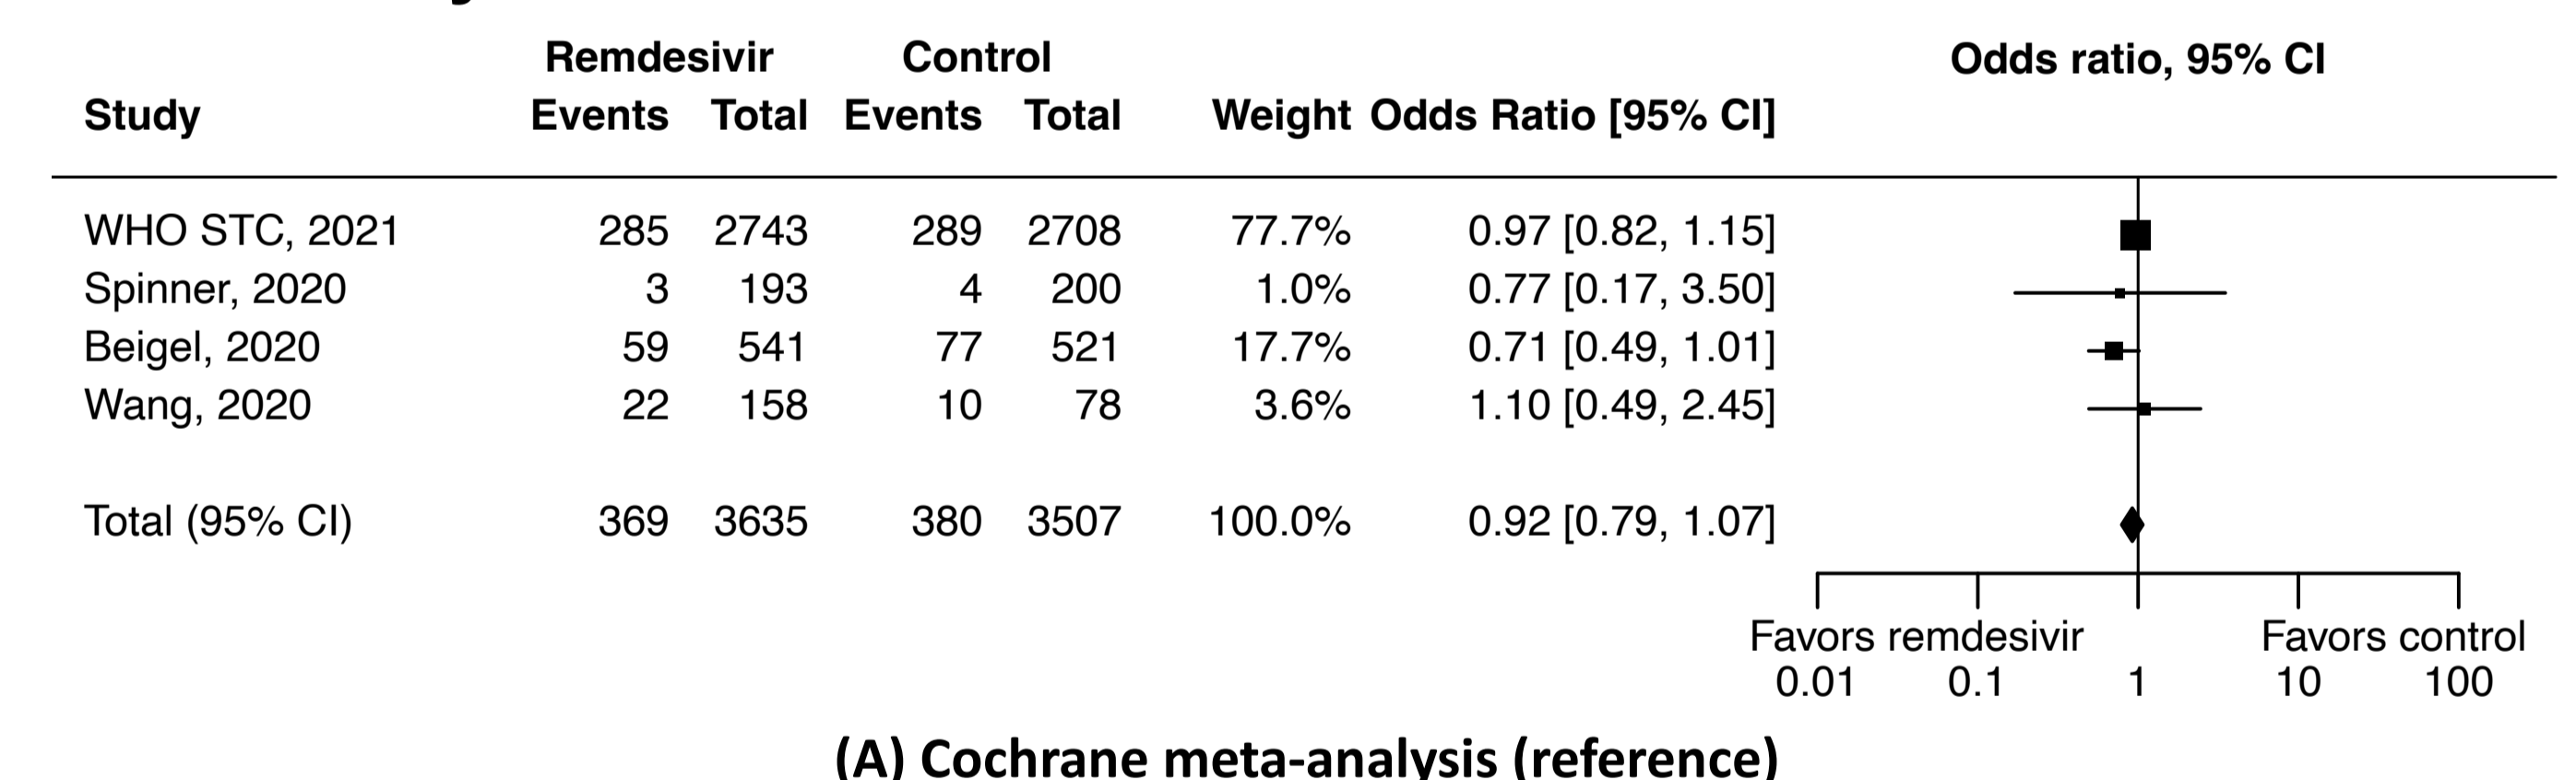 Remdesivir Control Odds ratio, 95% CI
Study Events Total Events Total Weight Odds Ratio [95% CI]
WHO STC, 2021 285 2743 289 2708 77.7% 0.97 [0.82, 1.15]
Spinner, 2020 3 193 4 200 1.0% 0.77 [0.17, 3.50]
Beigel, 2020 59 541 77 521 17.7% 0.71 [0.49, 1.01]
Wang, 2020 22 158 10 78 3.6% 1.10 [0.49, 2.45]
Total (95% CI) 369 3635 380 3507 100.0% 0.92 [0.79, 1.07]
Favors remdesivir Favors control
0.01 0.1 1 10 100
(A) Cochrane meta-analysis (reference)